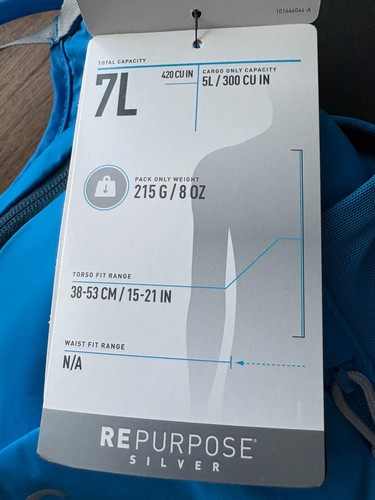 101646044-A
TOTAL CAPACITY
7L
420 CU IN
CARGO ONLY CAPACITY
5L / 300 CU IN
PACK ONLY WEIGHT
215 G / 8 OZ
TORSO FIT RANGE
38-53 CM / 15-21 IN
WAIST FIT RANGE
N/A
REPURPOSE®
SILVER